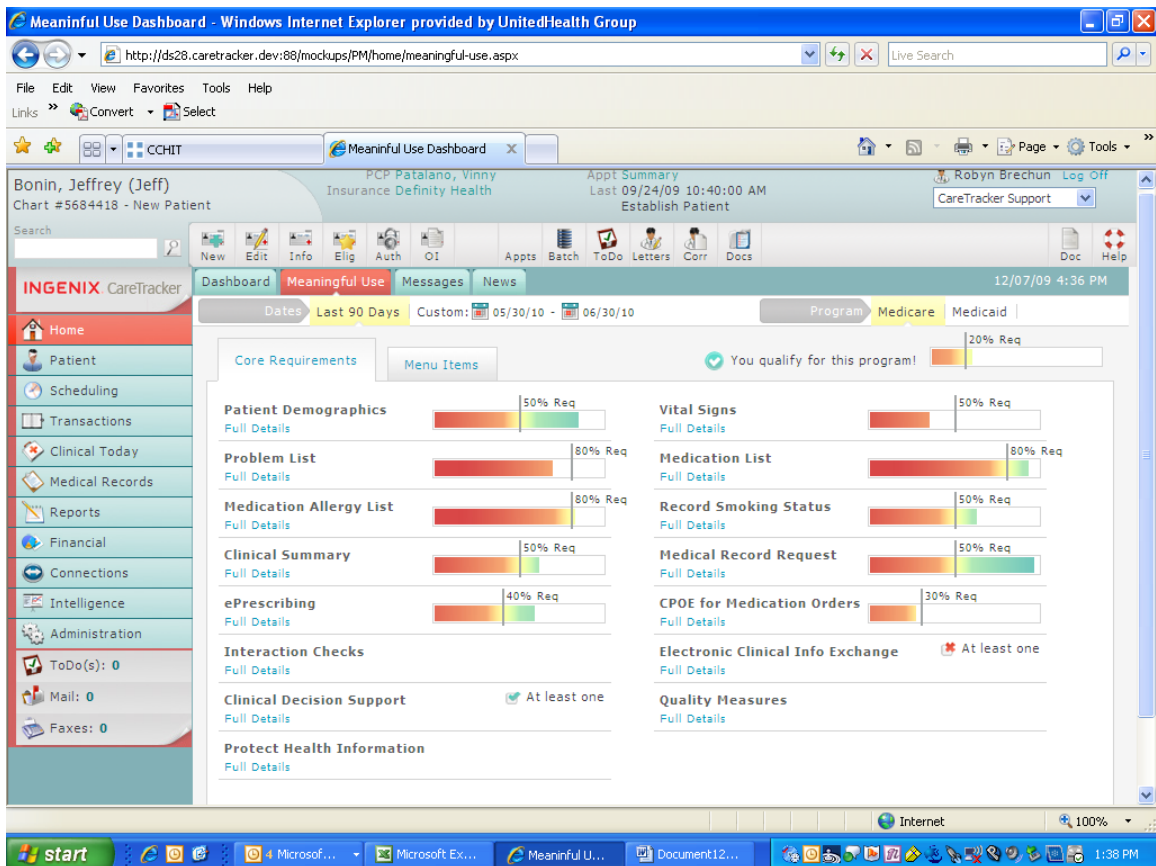 Meaninful Use Dashboard - Windows Internet Explorer provided by UnitedHealth Group
http://ds28.caretracker.dev:88/mockups/PM/home/meaningful-use.aspx
Live Search
File Edit View Favorites Tools Help
Links » Convert Select
CCHIT
Meaninful Use Dashboard X
Page Tools »
Bonin, Jeffrey (Jeff)
Chart #5684418 - New Patient
PCP Patalano, Vinny
Insurance Definity Health
Appt Summary
Last 09/24/09 10:40:00 AM
Establish Patient
Robyn Brechun Log Off
CareTracker Support
Search
New Edit Info Elig Auth OI Appts Batch ToDo Letters Corr Docs Doc Help
INGENIX CareTracker
Dashboard Meaningful Use Messages News
12/07/09 4:36 PM
Dates Last 90 Days Custom: 05/30/10 - 06/30/10
Program Medicare Medicaid
Home
Patient
Scheduling
Transactions
Clinical Today
Medical Records
Reports
Financial
Connections
Intelligence
Administration
ToDo(s): 0
Mail: 0
Faxes: 0
Core Requirements
Menu Items
You qualify for this program!
20% Req
Patient Demographics
Full Details
50% Req
Vital Signs
Full Details
50% Req
Problem List
Full Details
80% Req
Medication List
Full Details
80% Req
Medication Allergy List
Full Details
80% Req
Record Smoking Status
Full Details
50% Req
Clinical Summary
Full Details
50% Req
Medical Record Request
Full Details
50% Req
ePrescribing
Full Details
40% Req
CPOE for Medication Orders
Full Details
30% Req
Interaction Checks
Full Details
Electronic Clinical Info Exchange
Full Details
At least one
Clinical Decision Support
Full Details
At least one
Quality Measures
Full Details
Protect Health Information
Full Details
Internet
100%
start
4 Microsof...
Microsoft Ex...
Meaninful U...
Document12...
1:38 PM